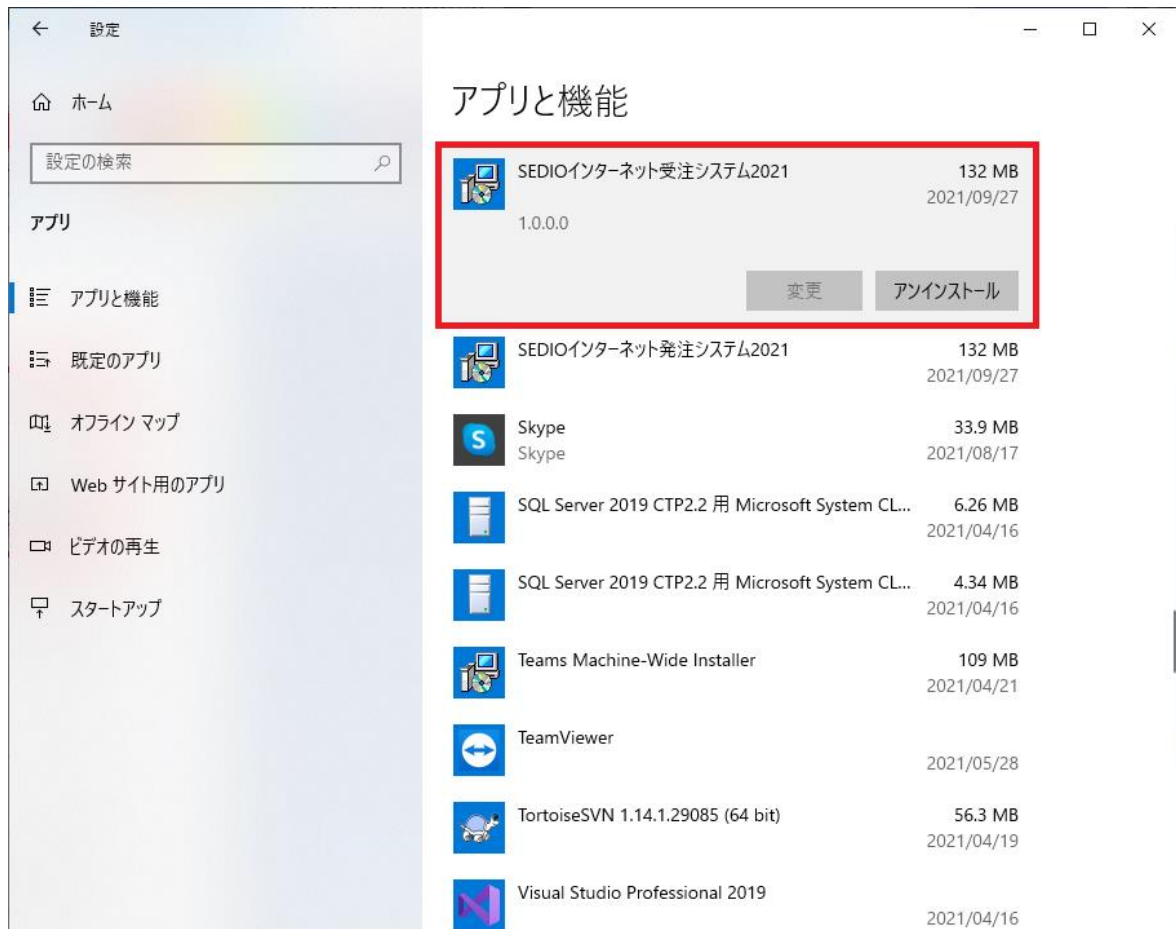 設定
ホーム
設定の検索
アプリ
アプリと機能
既定のアプリ
オフライン マップ
Web サイト用のアプリ
ビデオの再生
スタートアップ
アプリと機能
SEDIOインターネット受注システム2021 132 MB
2021/09/27
1.0.0.0
変更 アンインストール
SEDIOインターネット発注システム2021 132 MB
2021/09/27
Skype 33.9 MB
Skype 2021/08/17
SQL Server 2019 CTP2.2 用 Microsoft System CL... 6.26 MB
2021/04/16
SQL Server 2019 CTP2.2 用 Microsoft System CL... 4.34 MB
2021/04/16
Teams Machine-Wide Installer 109 MB
2021/04/21
TeamViewer
2021/05/28
TortoiseSVN 1.14.1.29085 (64 bit) 56.3 MB
2021/04/19
Visual Studio Professional 2019
2021/04/16